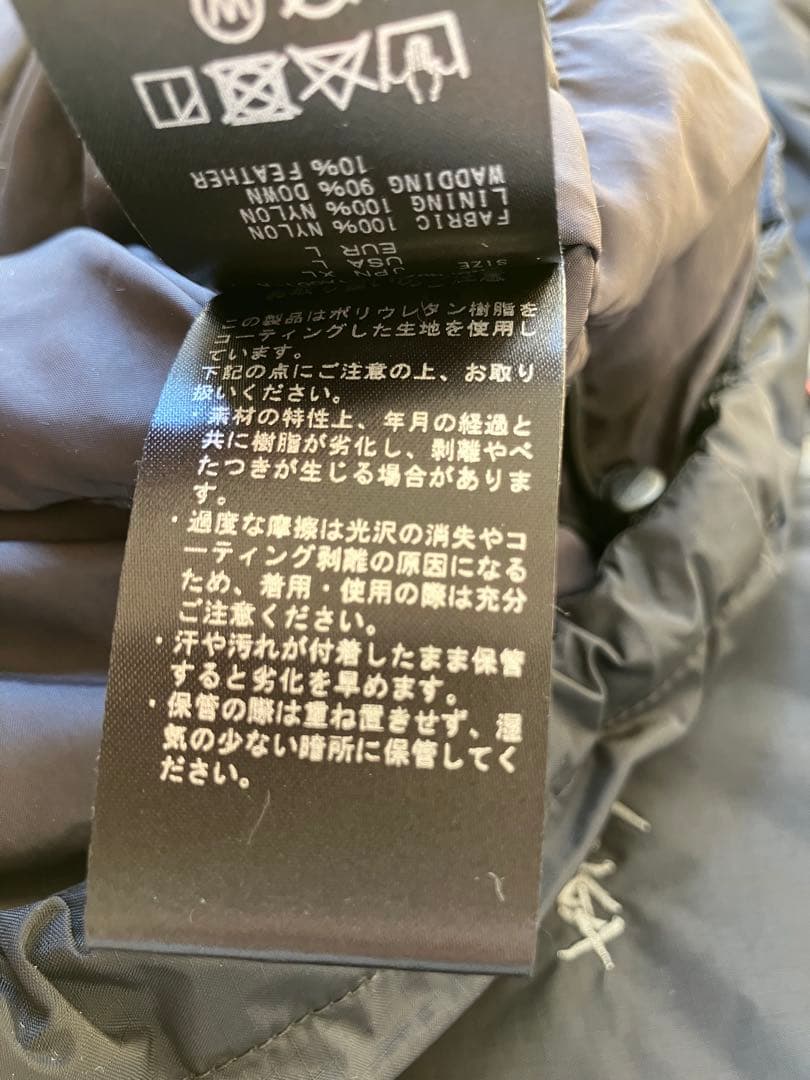 SIZE
JPN XL
USA L
EUR L
FABRIC 100% NYLON
LINING 100% NYLON
WADDING 90% DOWN
10% FEATHER
W
この製品はポリウレタン樹脂を
コーティングした生地を使用し
ています。
下記の点にご注意の上、お取り
扱いください。
・素材の特性上、年月の経過と
共に樹脂が劣化し、剥離やべ
たつきが生じる場合がありま
す。
・過度な摩擦は光沢の消失やコ
ーティング剥離の原因になる
ため、着用・使用の際は充分
ご注意ください。
・汗や汚れが付着したまま保管
すると劣化を早めます。
・保管の際は重ね置きせず、湿
気の少ない暗所に保管してく
ださい。